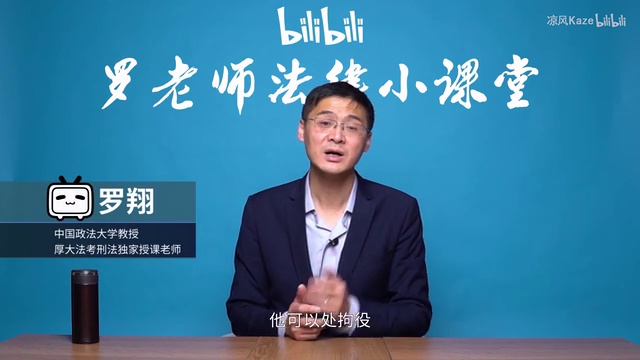 凉风Kaze bilibili
bilibili
罗老师法律小课堂
罗翔
中国政法大学教授
厚大法考刑法独家授课老师
他可以处拘役